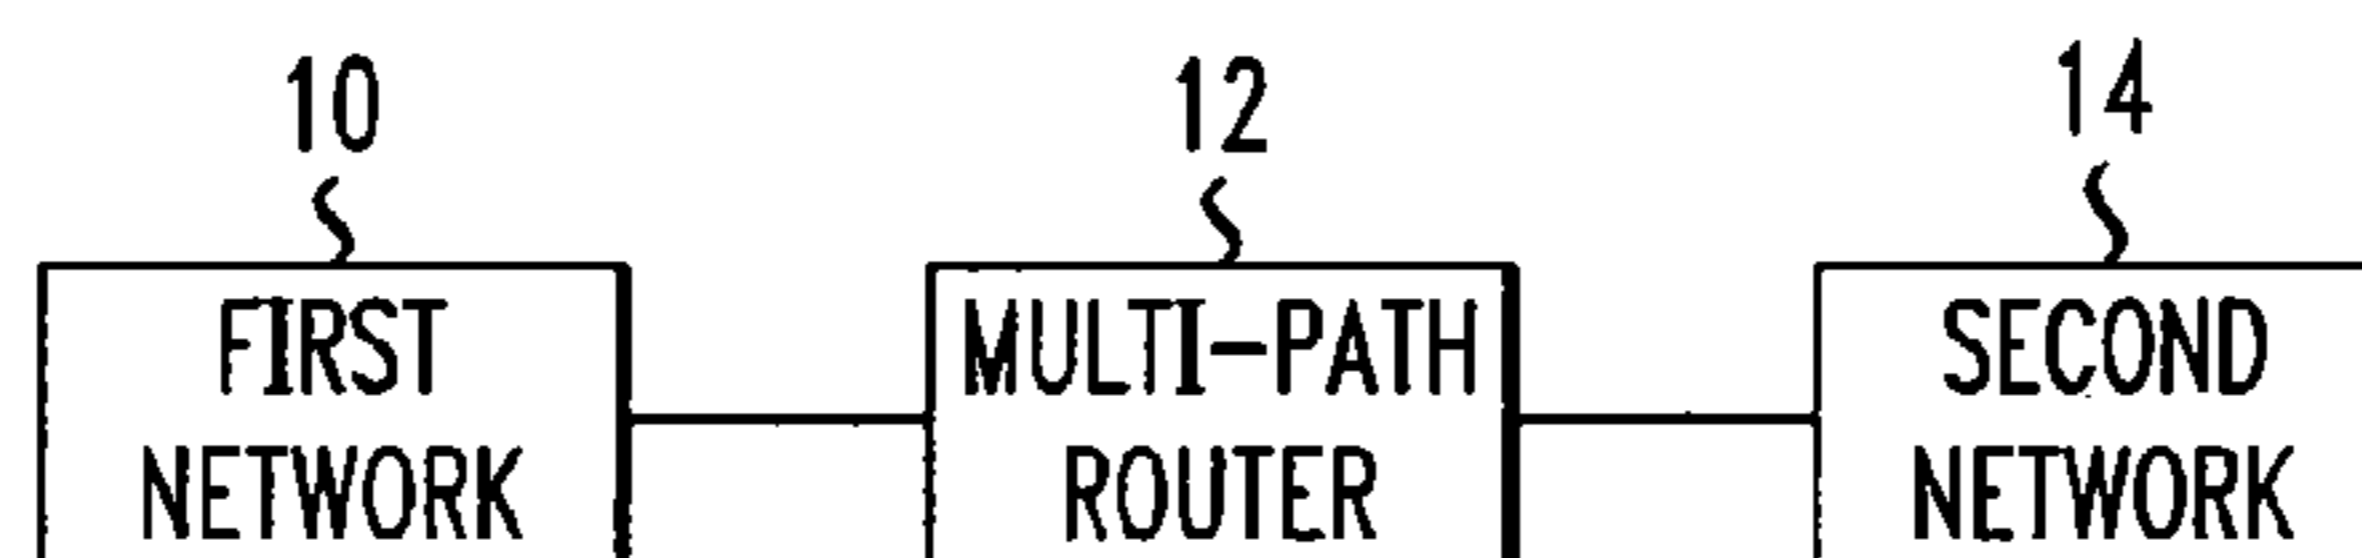 10 12 14
FIRST MULTI-PATH SECOND
NETWORK ROUTER NETWORK